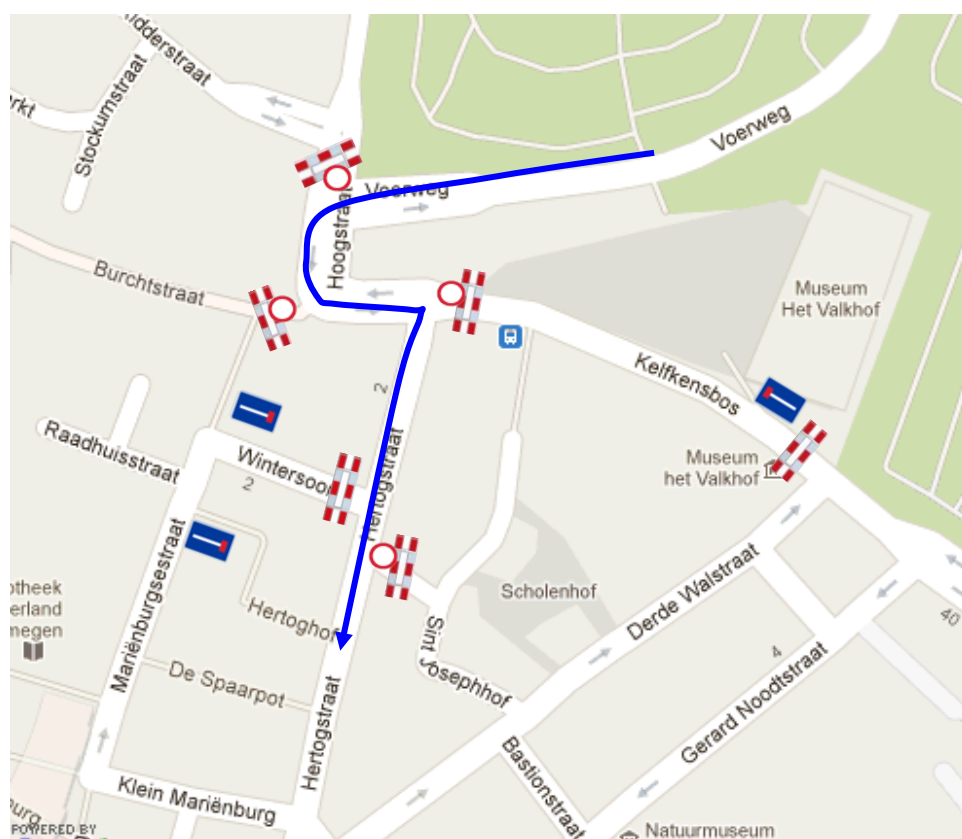 Ridderstraat
Stockumstraat
Voerweg
Voerweg
Hoogstraat
Burchtstraat
Museum
Het Valkhof
Kelfkensbos
2
Raadhuisstraat
Wintersoord
2
Hertogstraat
Museum
het Valkhof
Mariënburgsestraat
Scholenhof
Derde Walstraat
Hertoghof
Sint Josephhof
40
4
De Spaarpot
Gerard Noodtstraat
Hertogstraat
Bastionstraat
Klein Mariënburg
POWERED BY
Natuurmuseum